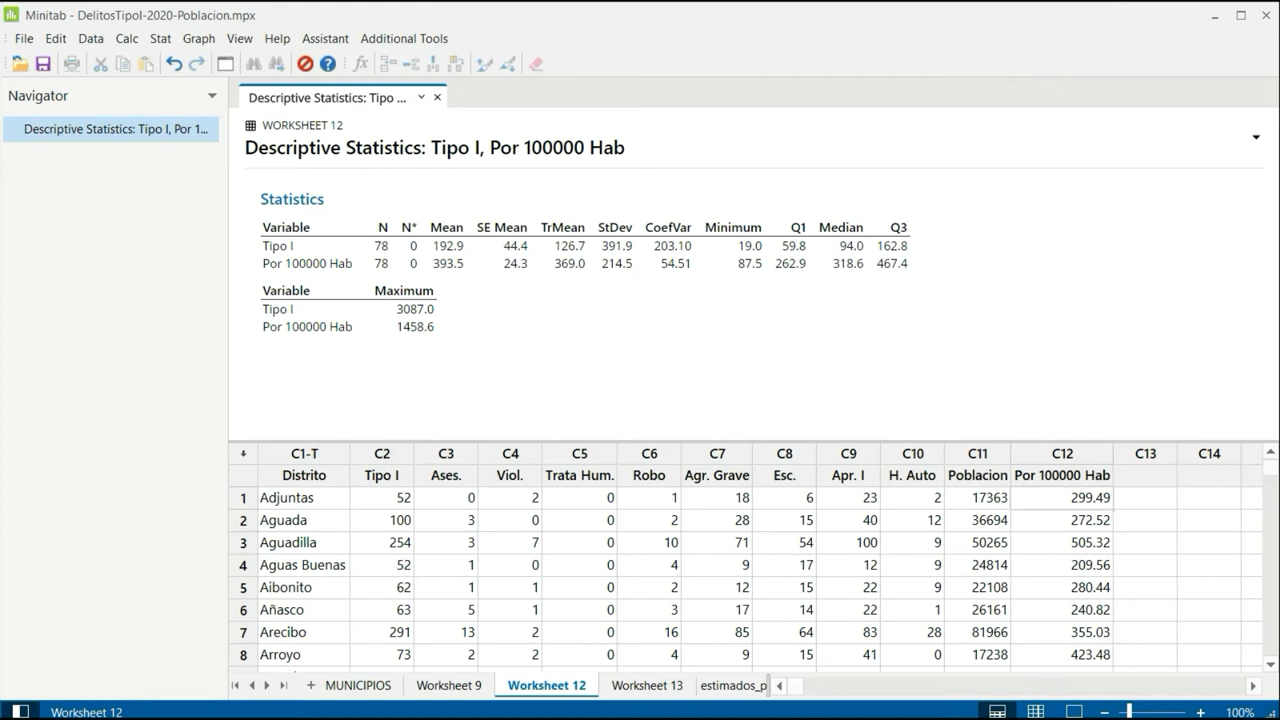 Minitab - DelitosTipoI-2020-Poblacion.mpx
File Edit Data Calc Stat Graph View Help Assistant Additional Tools
Navigator
Descriptive Statistics: Tipo ...
Descriptive Statistics: Tipo I, Por 1...
WORKSHEET 12
Descriptive Statistics: Tipo I, Por 100000 Hab
Statistics
Variable N N* Mean SE Mean TrMean StDev CoefVar Minimum Q1 Median Q3
Tipo I 78 0 192.9 44.4 126.7 391.9 203.10 19.0 59.8 94.0 162.8
Por 100000 Hab 78 0 393.5 24.3 369.0 214.5 54.51 87.5 262.9 318.6 467.4
Variable Maximum
Tipo I 3087.0
Por 100000 Hab 1458.6
C1-T C2 C3 C4 C5 C6 C7 C8 C9 C10 C11 C12 C13 C14
Distrito Tipo I Ases. Viol. Trata Hum. Robo Agr. Grave Esc. Apr. I H. Auto Poblacion Por 100000 Hab
1 Adjuntas 52 0 2 0 1 18 6 23 2 17363 299.49
2 Aguada 100 3 0 0 2 28 15 40 12 36694 272.52
3 Aguadilla 254 3 7 0 10 71 54 100 9 50265 505.32
4 Aguas Buenas 52 1 0 0 4 9 17 12 9 24814 209.56
5 Aibonito 62 1 1 0 2 12 15 22 9 22108 280.44
6 Añasco 63 5 1 0 3 17 14 22 1 26161 240.82
7 Arecibo 291 13 2 0 16 85 64 83 28 81966 355.03
8 Arroyo 73 2 2 0 4 9 15 41 0 17238 423.48
MUNICIPIOS Worksheet 9 Worksheet 12 Worksheet 13 estimados_p
Worksheet 12 100%